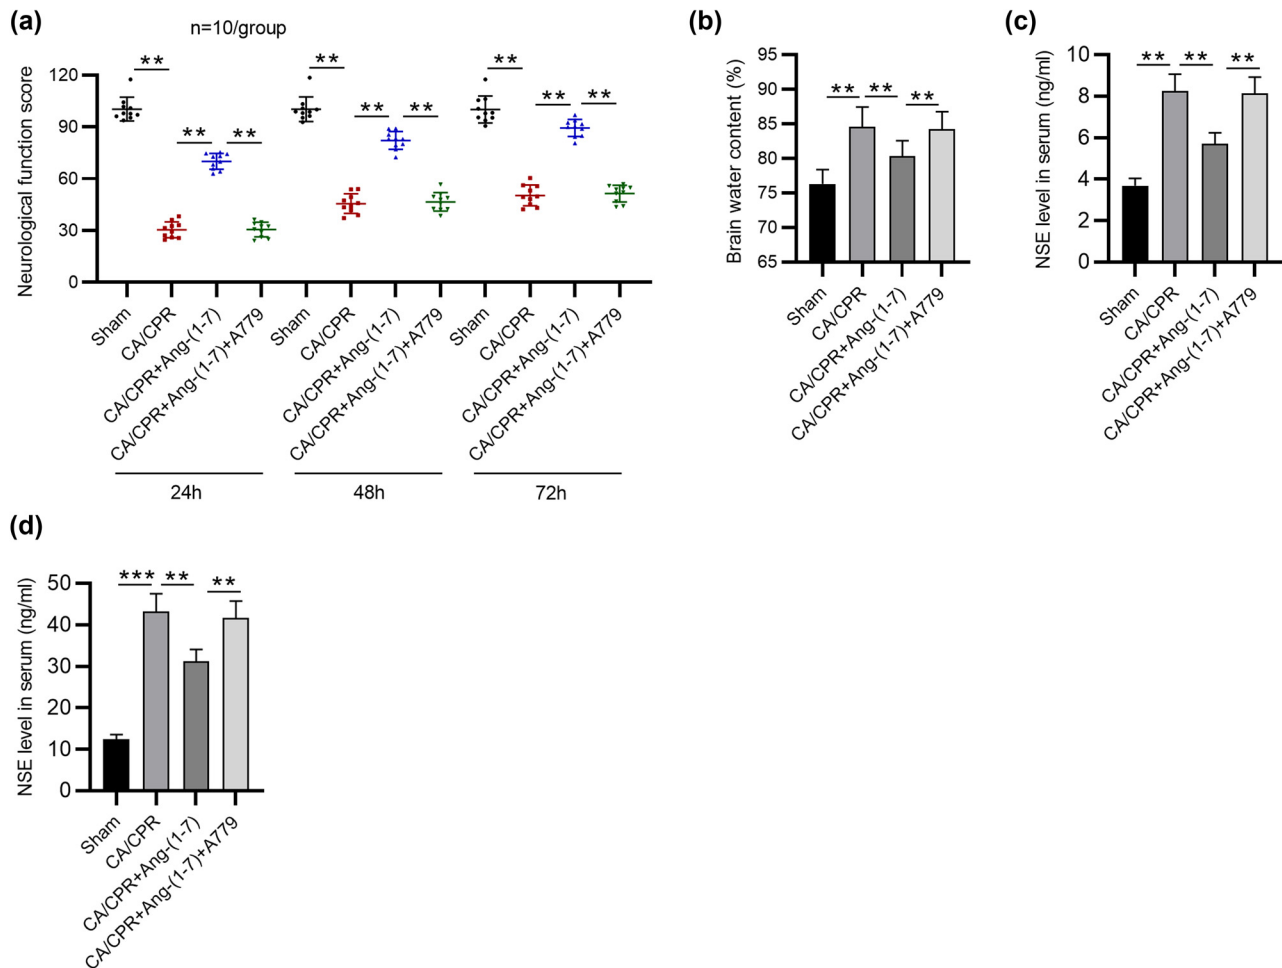 (a)
n=10/group
Neurological function score
120
90
60
30
0
** ** **
** ** **
** ** **
Sham
CA/CPR
CA/CPR+Ang-(1-7)
CA/CPR+Ang-(1-7)+A779
Sham
CA/CPR
CA/CPR+Ang-(1-7)
CA/CPR+Ang-(1-7)+A779
Sham
CA/CPR
CA/CPR+Ang-(1-7)
CA/CPR+Ang-(1-7)+A779
24h
48h
72h
(b)
Brain water content (%)
95
90
85
80
75
70
65
** ** **
Sham
CA/CPR
CA/CPR+Ang-(1-7)
CA/CPR+Ang-(1-7)+A779
(c)
NSE level in serum (ng/ml)
10
8
6
4
2
0
** ** **
Sham
CA/CPR
CA/CPR+Ang-(1-7)
CA/CPR+Ang-(1-7)+A779
(d)
NSE level in serum (ng/ml)
50
40
30
20
10
0
*** ** **
Sham
CA/CPR
CA/CPR+Ang-(1-7)
CA/CPR+Ang-(1-7)+A779